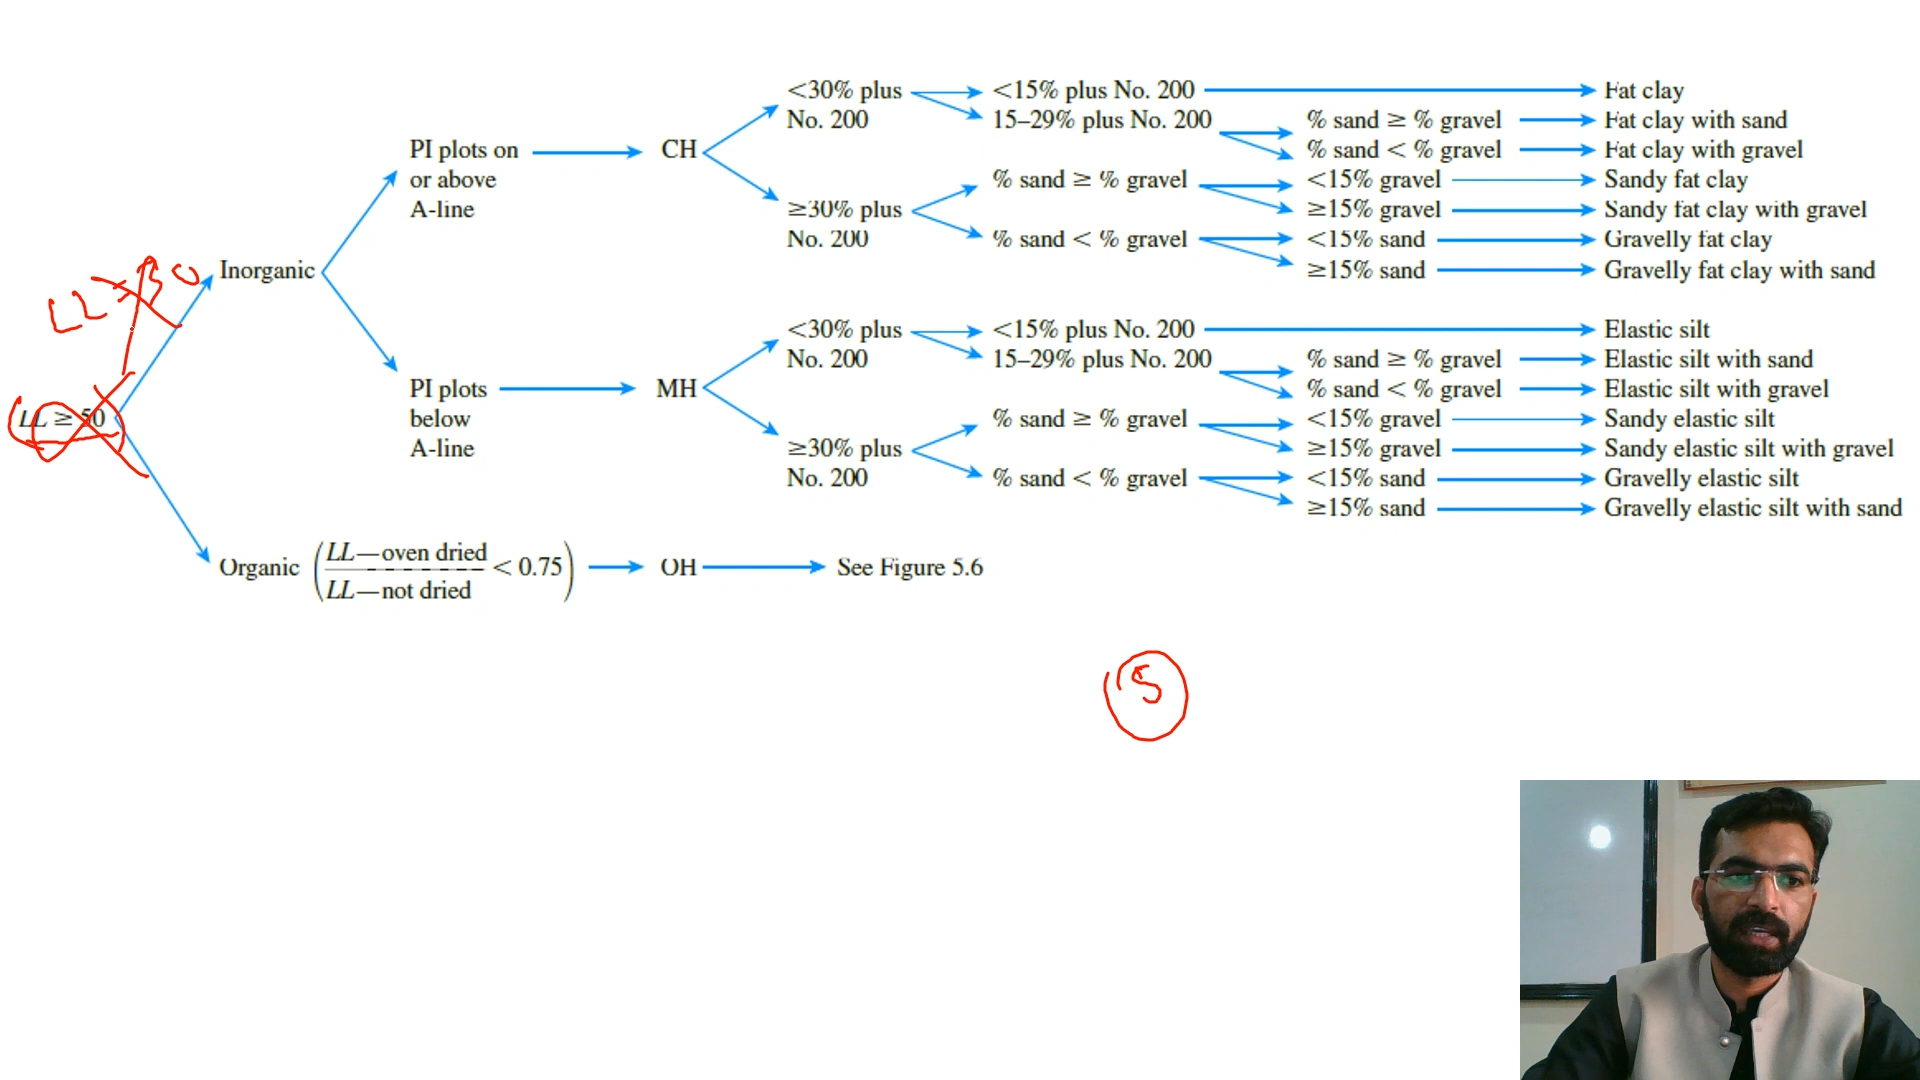 <30% plus No. 200
<15% plus No. 200
Fat clay
15–29% plus No. 200
% sand ≥ % gravel
Fat clay with sand
% sand < % gravel
Fat clay with gravel
PI plots on
or above
A-line
CH
≥30% plus
No. 200
% sand ≥ % gravel
<15% gravel
Sandy fat clay
≥15% gravel
Sandy fat clay with gravel
% sand < % gravel
<15% sand
Gravelly fat clay
≥15% sand
Gravelly fat clay with sand
Inorganic
LL
LL ≥ 50
<30% plus
No. 200
<15% plus No. 200
Elastic silt
15–29% plus No. 200
% sand ≥ % gravel
Elastic silt with sand
% sand < % gravel
Elastic silt with gravel
PI plots
below
A-line
MH
≥30% plus
No. 200
% sand ≥ % gravel
<15% gravel
Sandy elastic silt
≥15% gravel
Sandy elastic silt with gravel
% sand < % gravel
<15% sand
Gravelly elastic silt
≥15% sand
Gravelly elastic silt with sand
Organic (LL—oven dried / LL—not dried < 0.75)
OH
See Figure 5.6
15